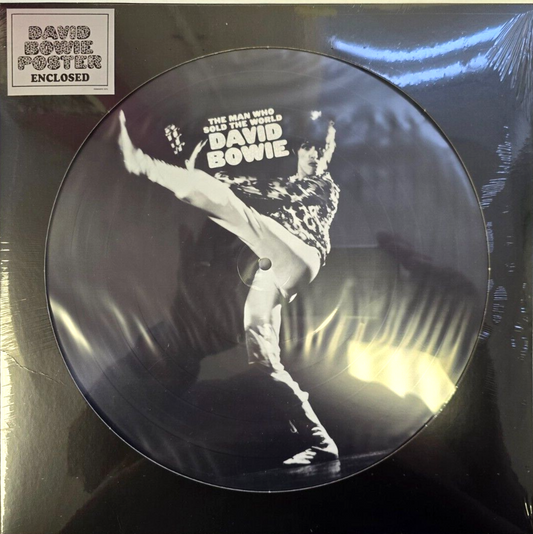 DAVID
BOWIE
POSTER
ENCLOSED
THE MAN WHO
SOLD THE WORLD
DAVID
BOWIE